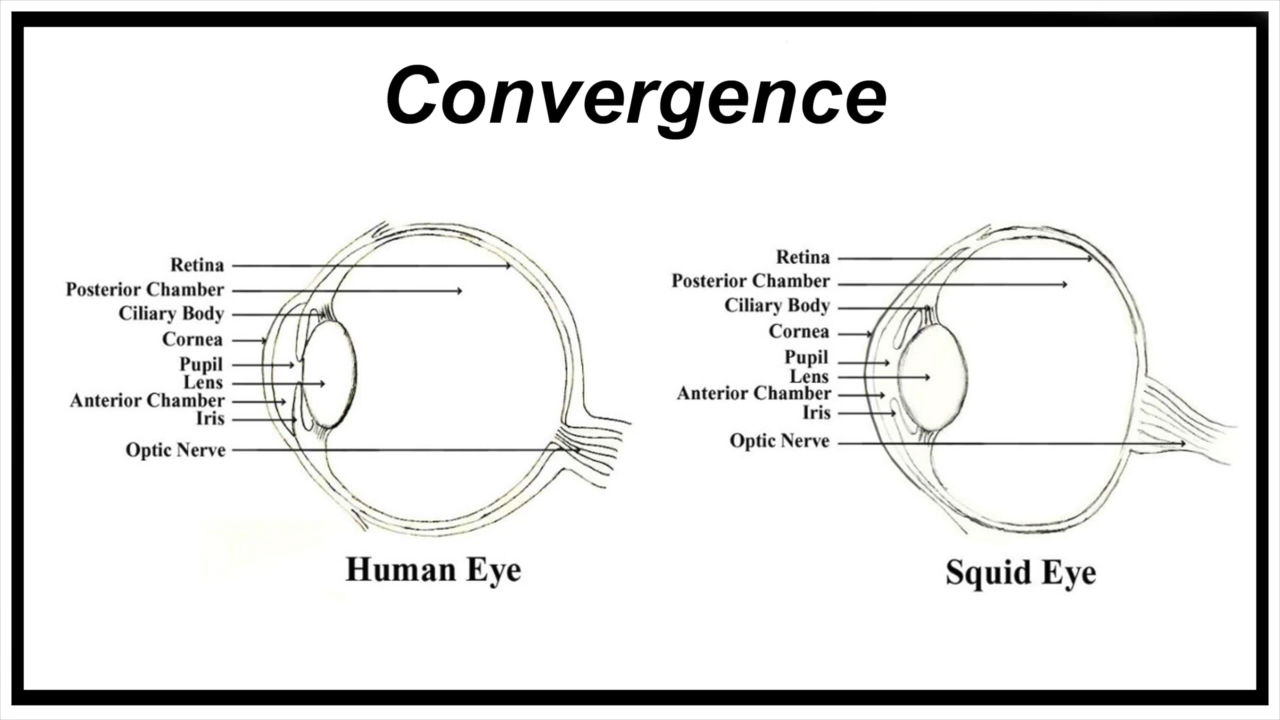 Convergence
Retina
Posterior Chamber
Ciliary Body
Cornea
Pupil
Lens
Anterior Chamber
Iris
Optic Nerve
Human Eye
Retina
Posterior Chamber
Ciliary Body
Cornea
Pupil
Lens
Anterior Chamber
Iris
Optic Nerve
Squid Eye